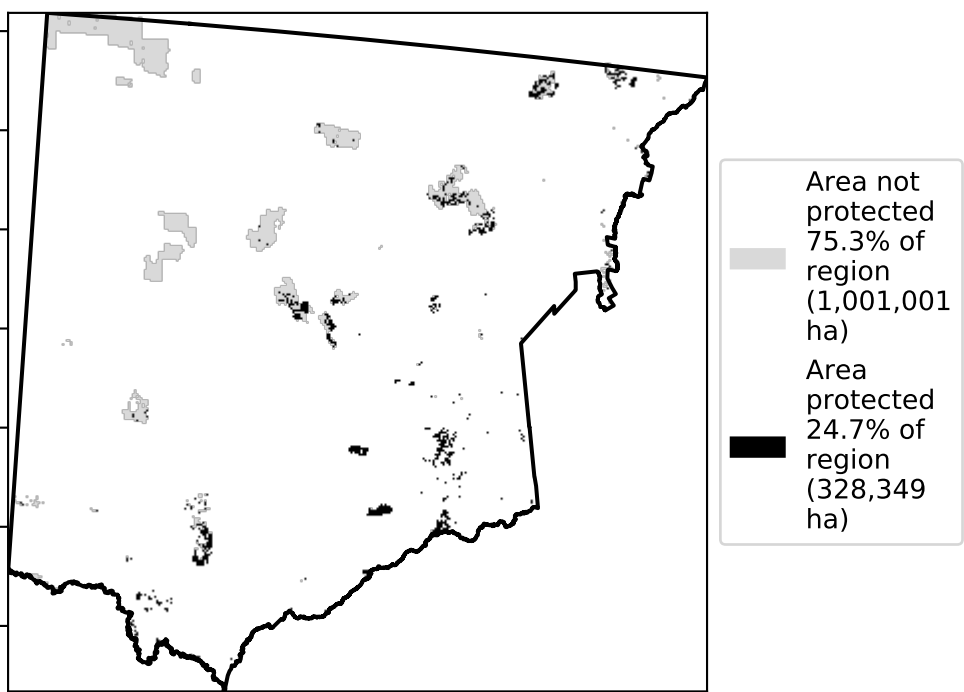 Area not
protected
75.3% of
region
(1,001,001
ha)
Area
protected
24.7% of
region
(328,349
ha)